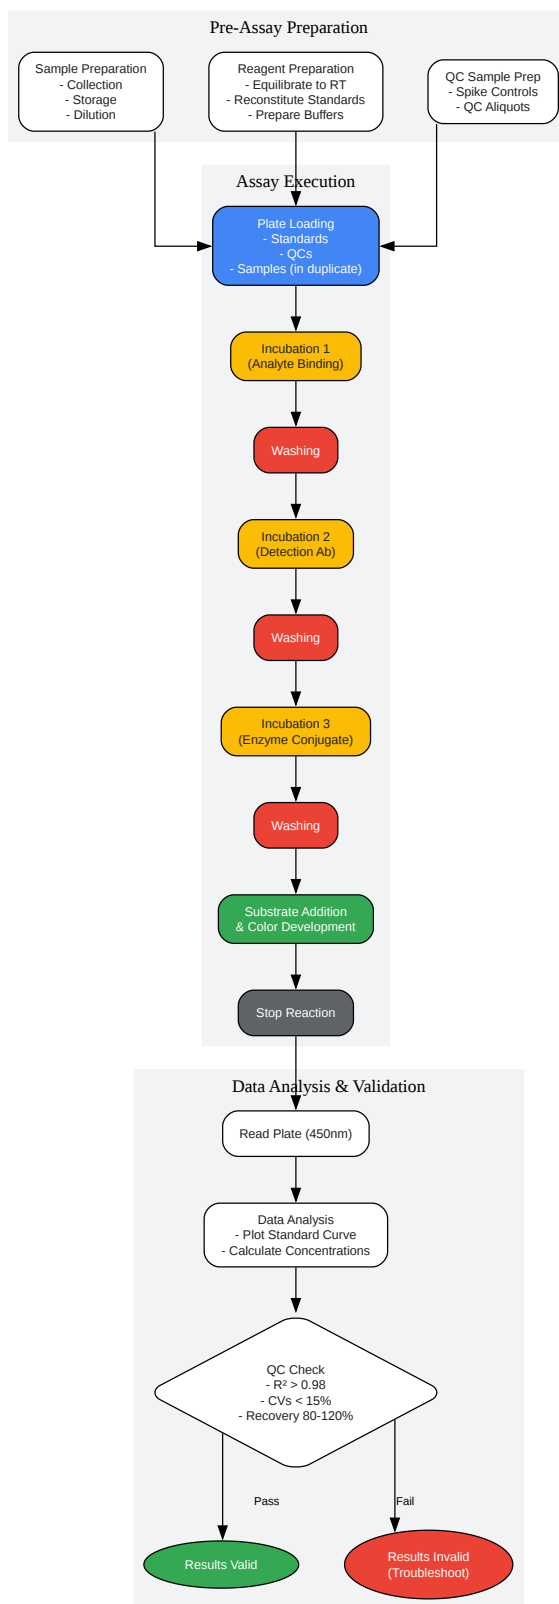 Pre-Assay Preparation
Sample Preparation
- Collection
- Storage
- Dilution
Reagent Preparation
- Equilibrate to RT
- Reconstitute Standards
- Prepare Buffers
QC Sample Prep
- Spike Controls
- QC Aliquots
Assay Execution
Plate Loading
- Standards
- QCs
- Samples (in duplicate)
Incubation 1
(Analyte Binding)
Washing
Incubation 2
(Detection Ab)
Washing
Incubation 3
(Enzyme Conjugate)
Washing
Substrate Addition
& Color Development
Stop Reaction
Data Analysis & Validation
Read Plate (450nm)
Data Analysis
- Plot Standard Curve
- Calculate Concentrations
QC Check
- R² > 0.98
- CVs < 15%
- Recovery 80-120%
Pass
Fail
Results Valid
Results Invalid
(Troubleshoot)